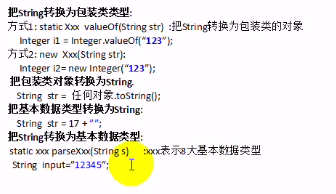 把String转换为包装类类型:
方式1: static Xxx valueOf(String str) :把String转换为包装类的对象
Integer i1 = Integer.valueOf("123");
方式2: new Xxx(String str);
Integer i2= new Integer("123");
把包装类对象转换为String.
String str = 任何对象.toString();
把基本数据类型转换为String:
String str = 17 + "";
把String转换为基本数据类型:
static xxx parseXxx(String s) :xxx表示8大基本数据类型
String input="12345";